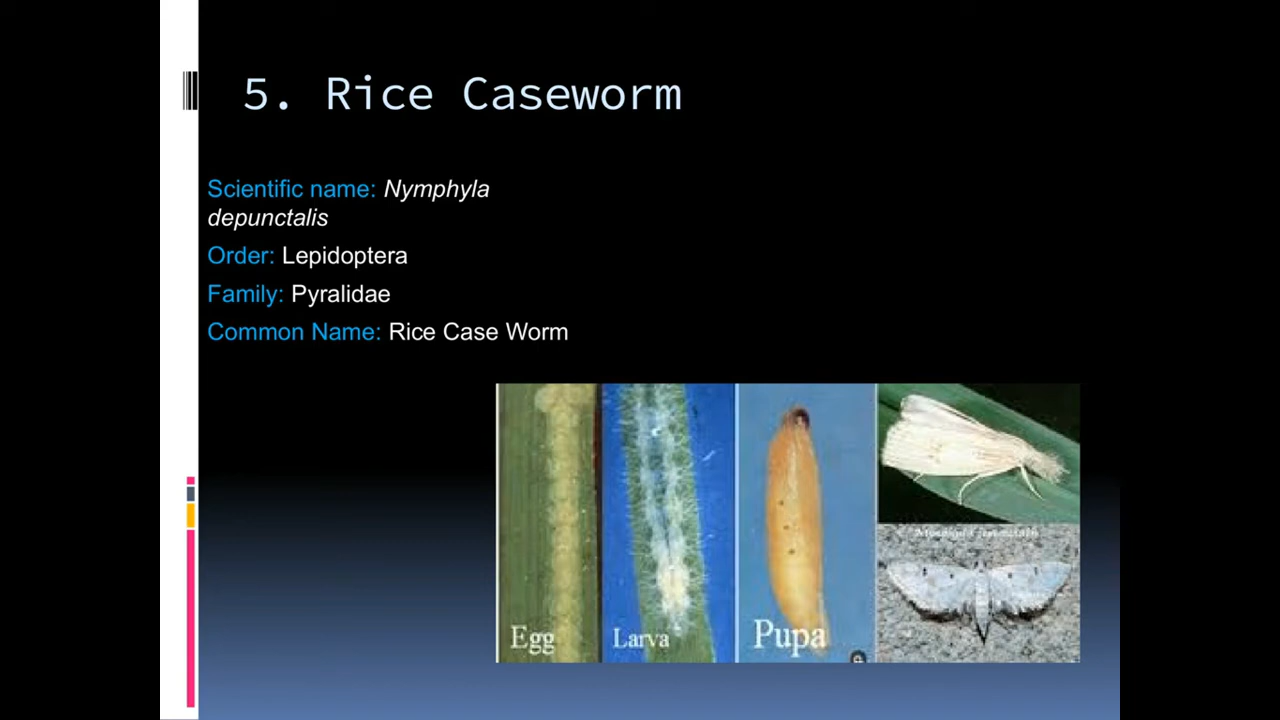 5. Rice Caseworm
Scientific name: Nymphyla
depunctalis
Order: Lepidoptera
Family: Pyralidae
Common Name: Rice Case Worm
Egg
Larva
Pupa